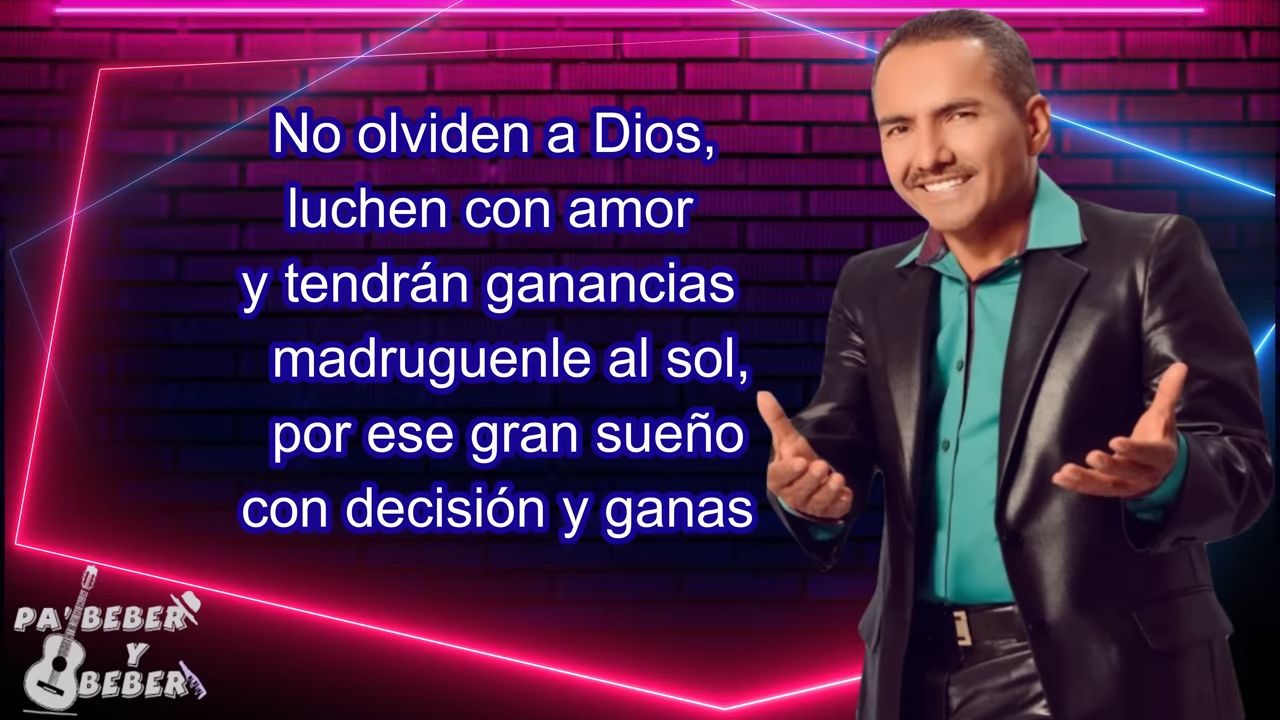 No olviden a Dios,
luchen con amor
y tendrán ganancias
madruguenle al sol,
por ese gran sueño
con decisión y ganas
PA' BEBER
Y
BEBER